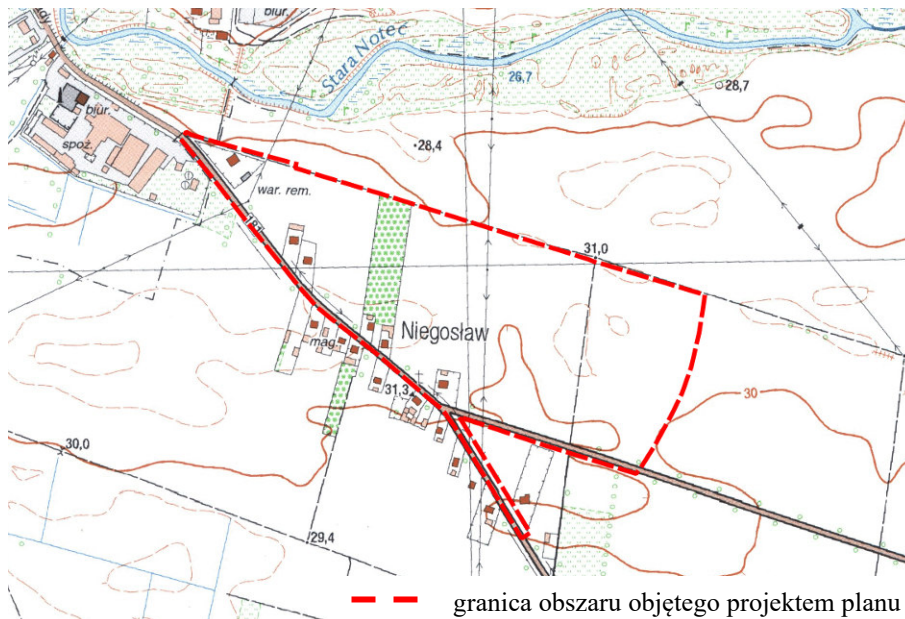 biur.
Stara Noteć
26,7
28,7
biur.
spoż.
28,4
war. rem.
181
31,0
Niegosław
mag.
31,3
30
30,0
29,4
granica obszaru objętego projektem planu